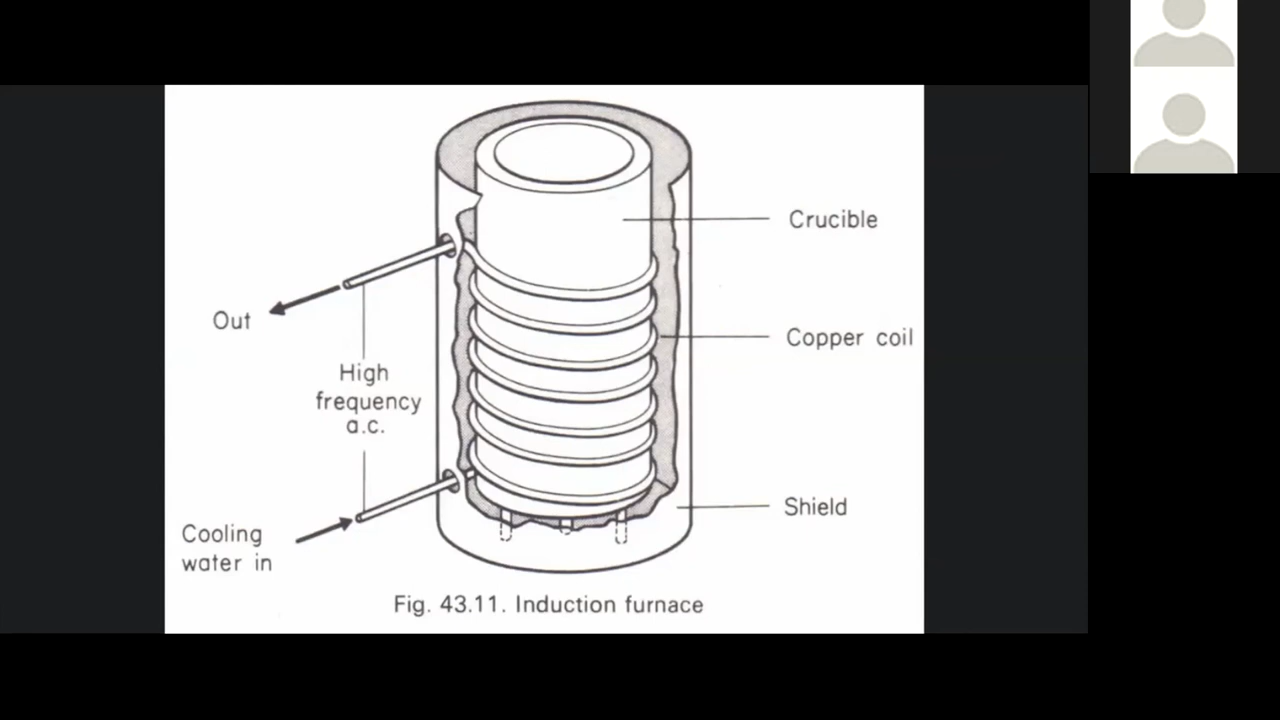 Crucible
Out
Copper coil
High
frequency
a.c.
Shield
Cooling
water in
Fig. 43.11. Induction furnace